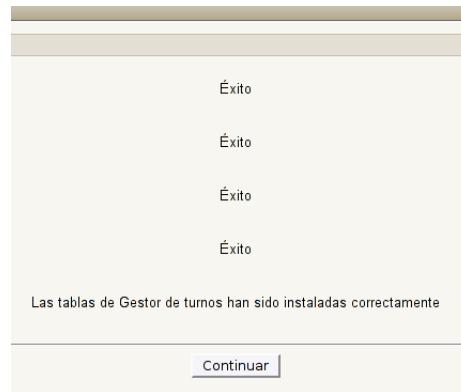 Éxito
Éxito
Éxito
Éxito
Las tablas de Gestor de turnos han sido instaladas correctamente
Continuar